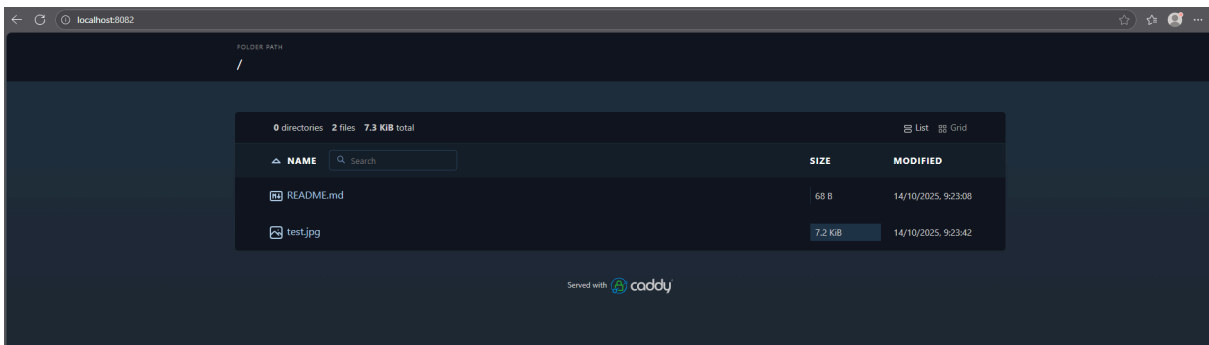 localhost:8082
FOLDER PATH
/
0 directories 2 files 7.3 KiB total List Grid
NAME Search SIZE MODIFIED
README.md 68 B 14/10/2025, 9:23:08
test.jpg 7.2 KiB 14/10/2025, 9:23:42
Served with caddy